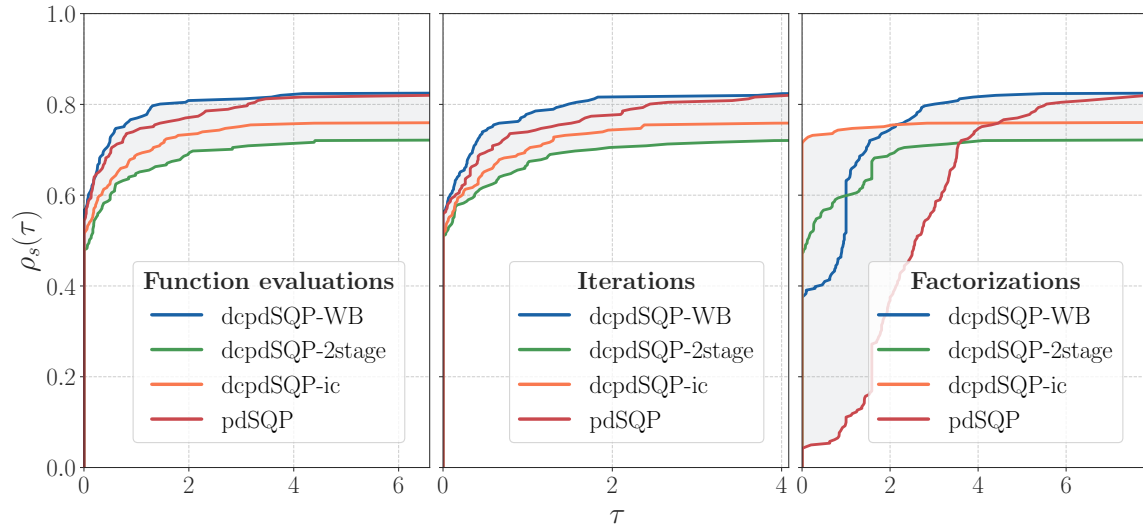 ρ_s(τ)
1.0
0.8
0.6
0.4
0.2
0.0
Function evaluations
dcpdSQP-WB
dcpdSQP-2stage
dcpdSQP-ic
pdSQP
0 2 4 6
Iterations
dcpdSQP-WB
dcpdSQP-2stage
dcpdSQP-ic
pdSQP
0 2 4
Factorizations
dcpdSQP-WB
dcpdSQP-2stage
dcpdSQP-ic
pdSQP
0 2 4 6
τ